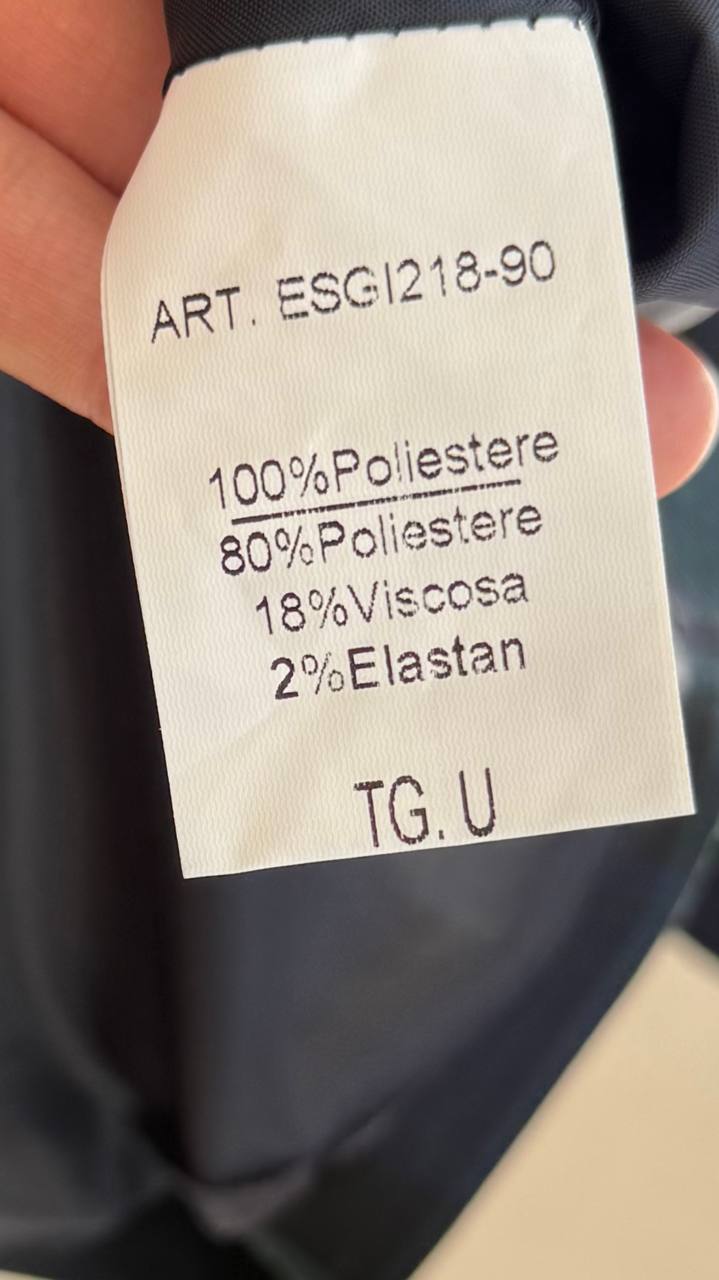 ART. ESGI218-90
100%Poliestere
80%Poliestere
18%Viscosa
2%Elastan
TG. U